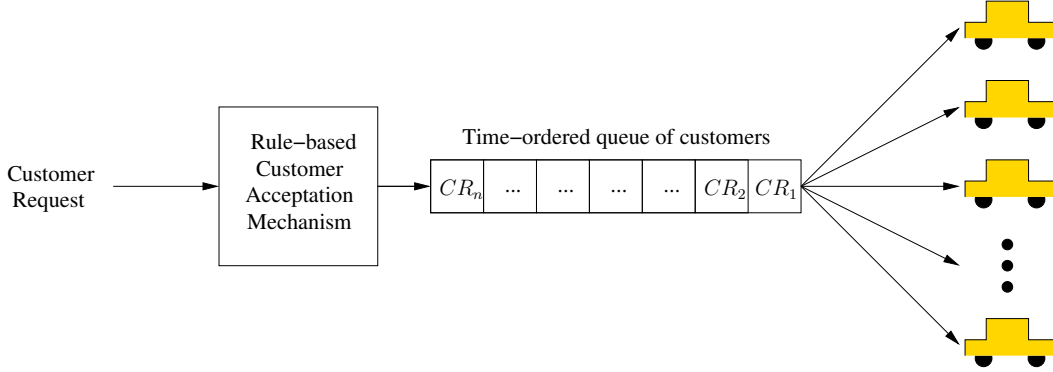 Customer
Request
Rule−based
Customer
Acceptation
Mechanism
Time−ordered queue of customers
CRₙ ... ... ... ... CR₂ CR₁